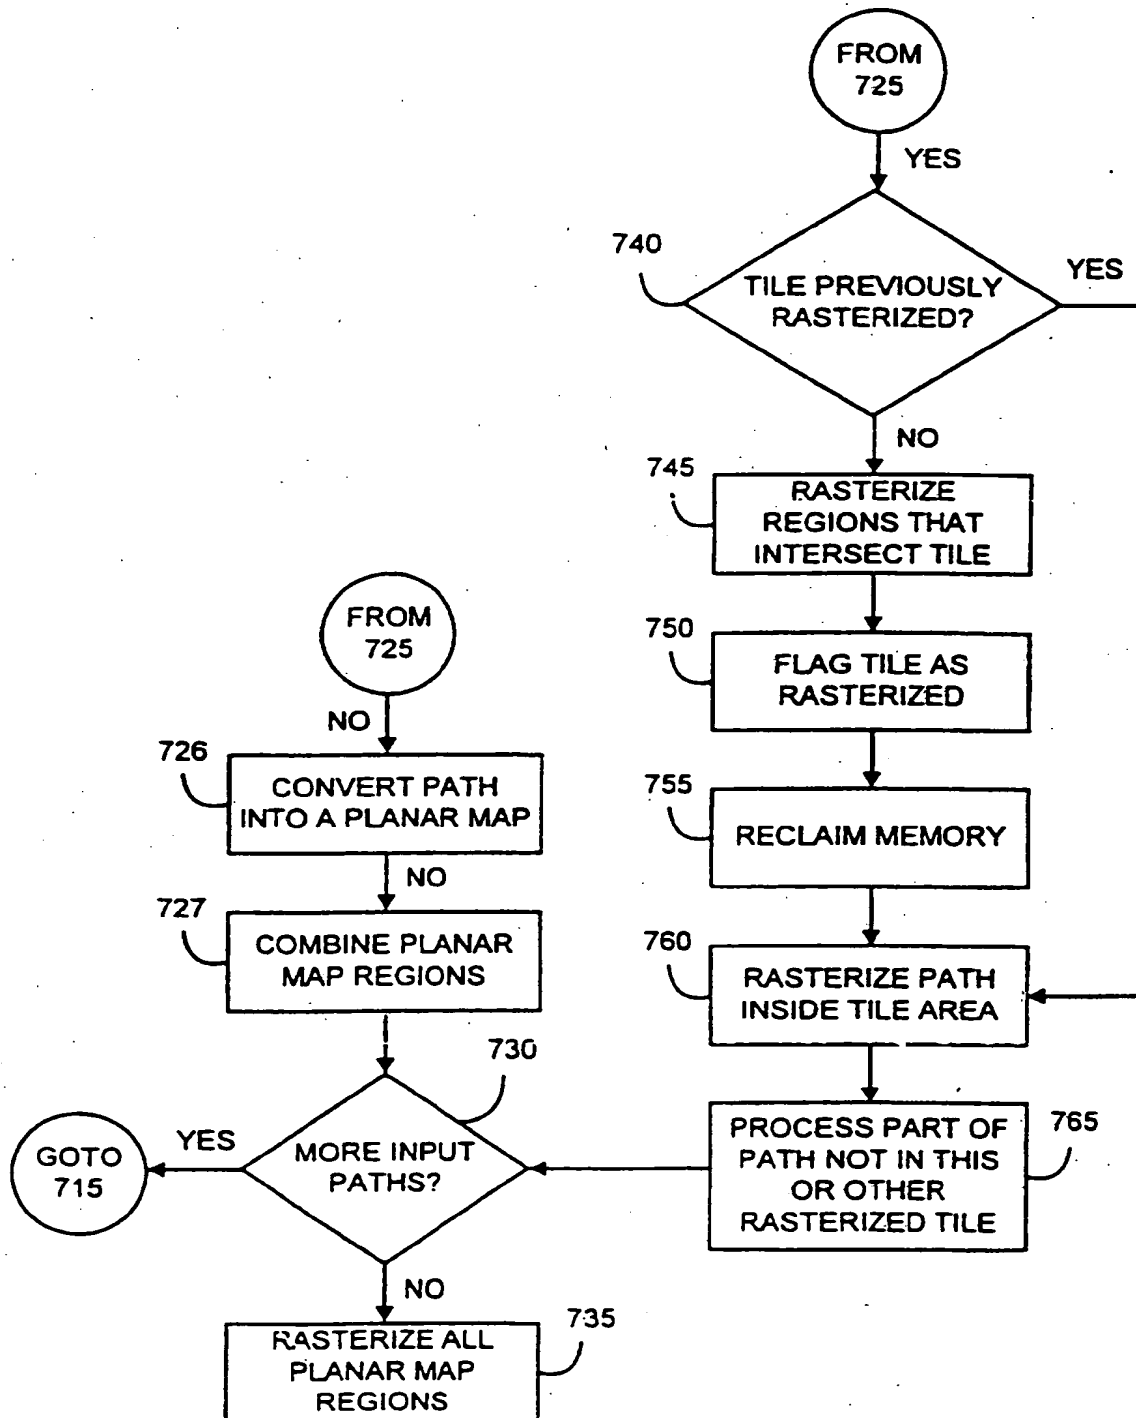 FROM
725
YES
740
TILE PREVIOUSLY
RASTERIZED?
YES
NO
745
RASTERIZE
REGIONS THAT
INTERSECT TILE
750
FLAG TILE AS
RASTERIZED
755
RECLAIM MEMORY
760
RASTERIZE PATH
INSIDE TILE AREA
PROCESS PART OF
PATH NOT IN THIS
OR OTHER
RASTERIZED TILE
765
FROM
725
NO
726
CONVERT PATH
INTO A PLANAR MAP
NO
727
COMBINE PLANAR
MAP REGIONS
730
MORE INPUT
PATHS?
YES
GOTO
715
NO
735
RASTERIZE ALL
PLANAR MAP
REGIONS